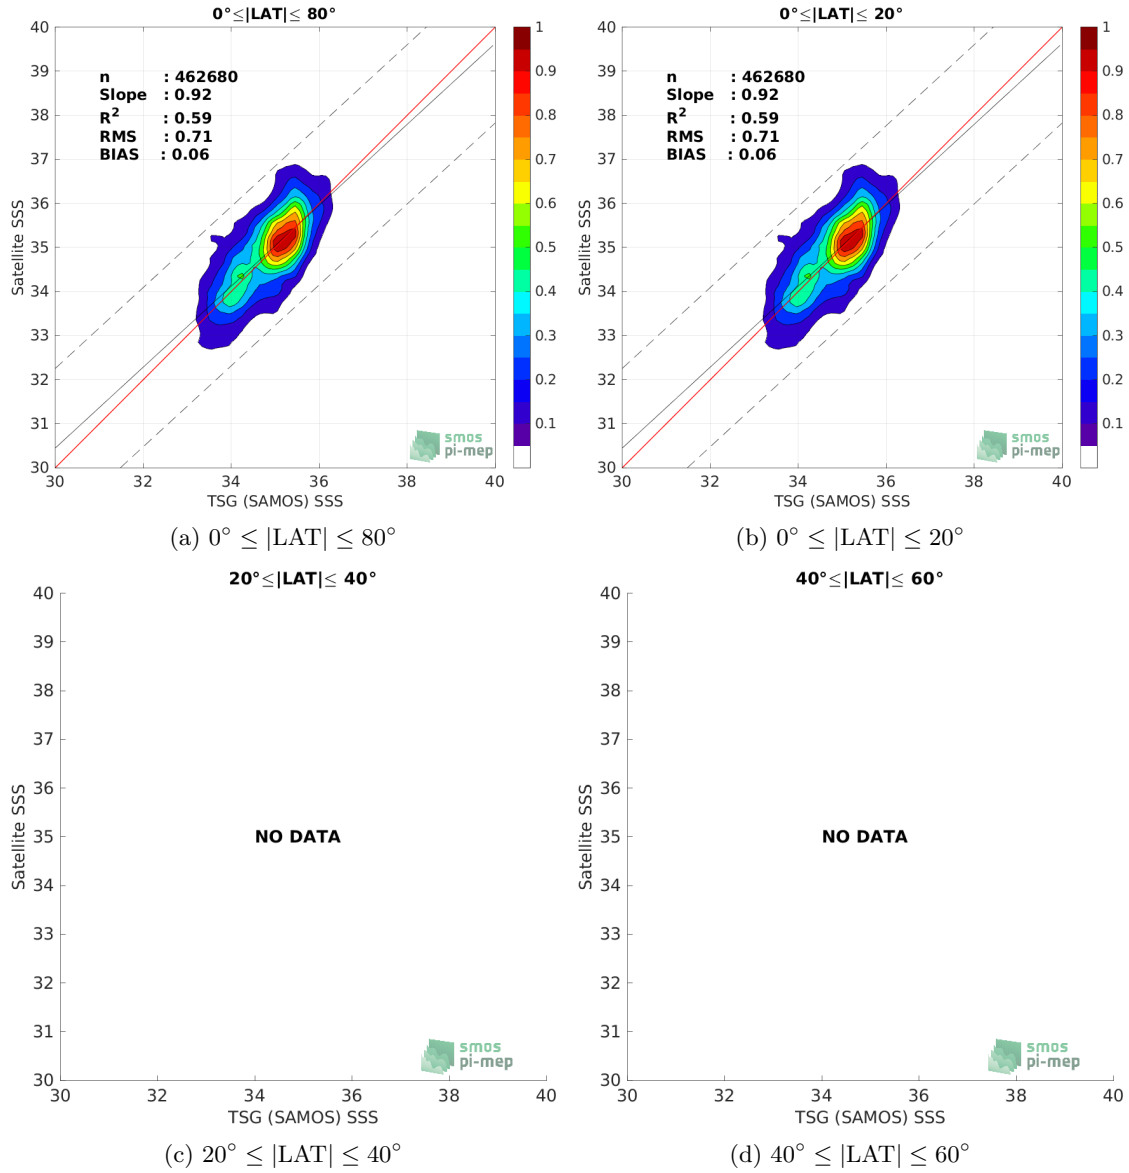 0°≤|LAT|≤ 80°
40
39
38
37
36
35
34
33
32
31
30
Satellite SSS
n : 462680
Slope : 0.92
R² : 0.59
RMS : 0.71
BIAS : 0.06
smos
pi-mep
30 32 34 36 38 40
TSG (SAMOS) SSS
1
0.9
0.8
0.7
0.6
0.5
0.4
0.3
0.2
0.1
(a) 0° ≤ |LAT| ≤ 80°
0°≤|LAT|≤ 20°
40
39
38
37
36
35
34
33
32
31
30
Satellite SSS
n : 462680
Slope : 0.92
R² : 0.59
RMS : 0.71
BIAS : 0.06
smos
pi-mep
30 32 34 36 38 40
TSG (SAMOS) SSS
1
0.9
0.8
0.7
0.6
0.5
0.4
0.3
0.2
0.1
(b) 0° ≤ |LAT| ≤ 20°
20°≤|LAT|≤ 40°
40
39
38
37
36
35
34
33
32
31
30
Satellite SSS
NO DATA
smos
pi-mep
30 32 34 36 38 40
TSG (SAMOS) SSS
(c) 20° ≤ |LAT| ≤ 40°
40°≤|LAT|≤ 60°
40
39
38
37
36
35
34
33
32
31
30
Satellite SSS
NO DATA
smos
pi-mep
30 32 34 36 38 40
TSG (SAMOS) SSS
(d) 40° ≤ |LAT| ≤ 60°